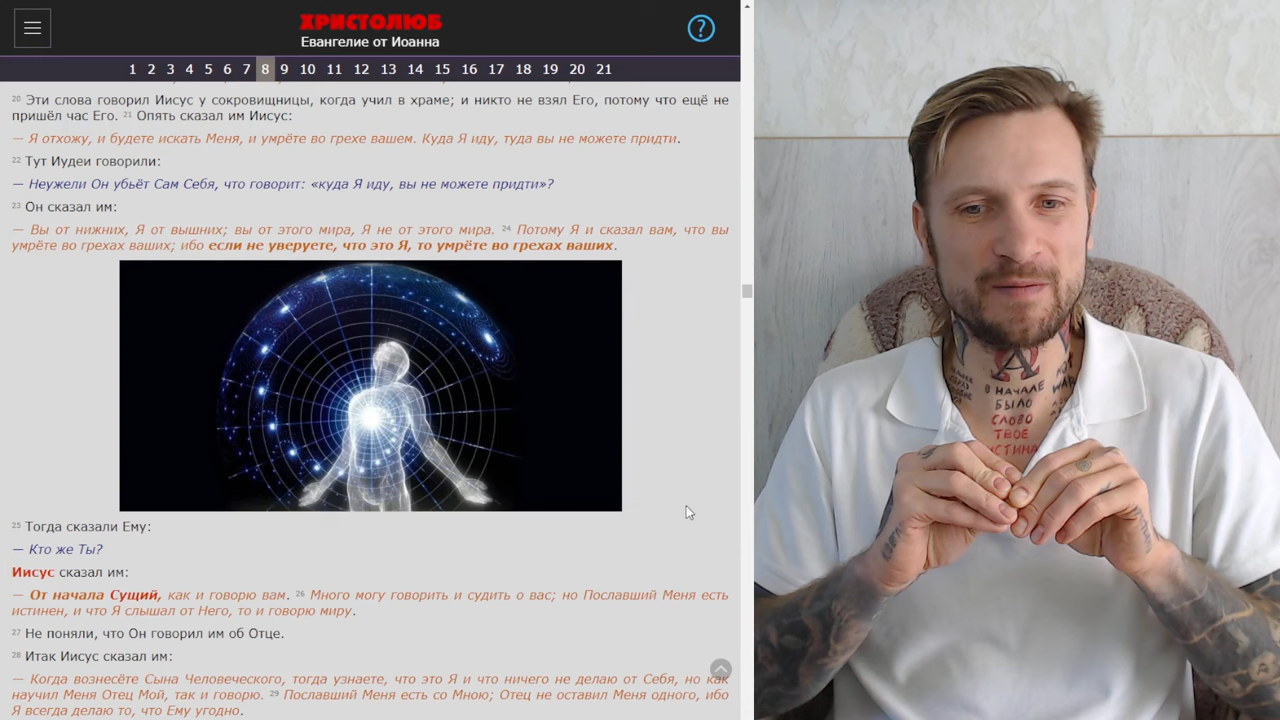 ХРИСТОЛЮБ
Евангелие от Иоанна
?
1 2 3 4 5 6 7 8 9 10 11 12 13 14 15 16 17 18 19 20 21
20 Эти слова говорил Иисус у сокровищницы, когда учил в храме; и никто не взял Его, потому что ещё не
пришёл час Его. 21 Опять сказал им Иисус:
— Я отхожу, и будете искать Меня, и умрёте во грехе вашем. Куда Я иду, туда вы не можете придти.
22 Тут Иудеи говорили:
— Неужели Он убьёт Сам Себя, что говорит: «куда Я иду, вы не можете придти»?
23 Он сказал им:
— Вы от нижних, Я от вышних; вы от этого мира, Я не от этого мира. 24 Потому Я и сказал вам, что вы
умрёте во грехах ваших; ибо если не уверуете, что это Я, то умрёте во грехах ваших.
25 Тогда сказали Ему:
— Кто же Ты?
Иисус сказал им:
— От начала Сущий, как и говорю вам. 26 Много могу говорить и судить о вас; но Пославший Меня есть
истинен, и что Я слышал от Него, то и говорю миру.
27 Не поняли, что Он говорил им об Отце.
28 Итак Иисус сказал им:
— Когда вознесёте Сына Человеческого, тогда узнаете, что это Я и что ничего не делаю от Себя, но как
научил Меня Отец Мой, так и говорю. 29 Пославший Меня есть со Мною; Отец не оставил Меня одного, ибо
Я всегда делаю то, что Ему угодно.
В НАЧАЛЕ
БЫЛО
СЛОВО
ТВОЕ
ИСТИНА